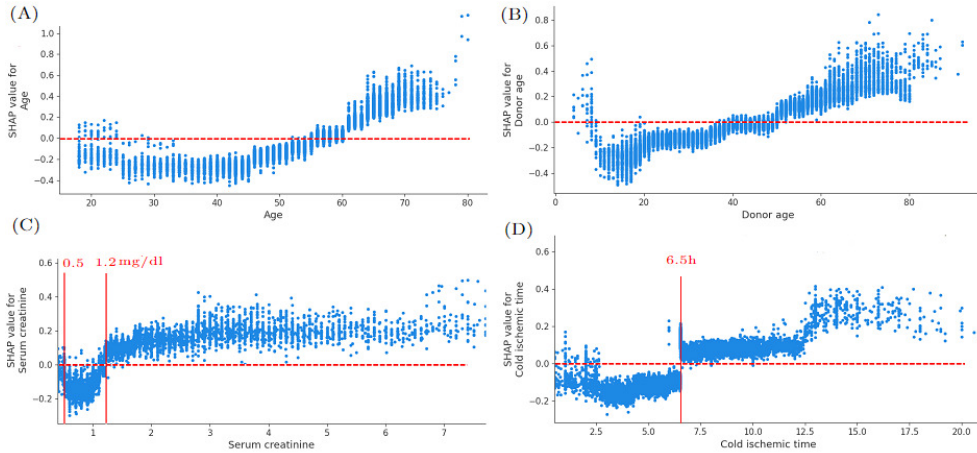 (A)
SHAP value for
Age
1.0
0.8
0.6
0.4
0.2
0.0
−0.2
−0.4
20
30
40
50
60
70
80
Age
(B)
SHAP value for
Donor age
0.8
0.6
0.4
0.2
0.0
−0.2
−0.4
0
20
40
60
80
Donor age
(C)
0.5
1.2mg/dl
SHAP value for
Serum creatinine
0.6
0.4
0.2
0.0
−0.2
1
2
3
4
5
6
7
Serum creatinine
(D)
6.5h
SHAP value for
Cold ischemic time
0.6
0.4
0.2
0.0
−0.2
2.5
5.0
7.5
10.0
12.5
15.0
17.5
20.0
Cold ischemic time